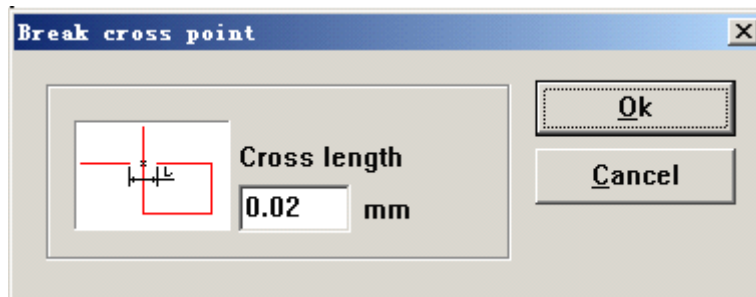 Break cross point
Ok
Cross length
L
0.02 mm
Cancel